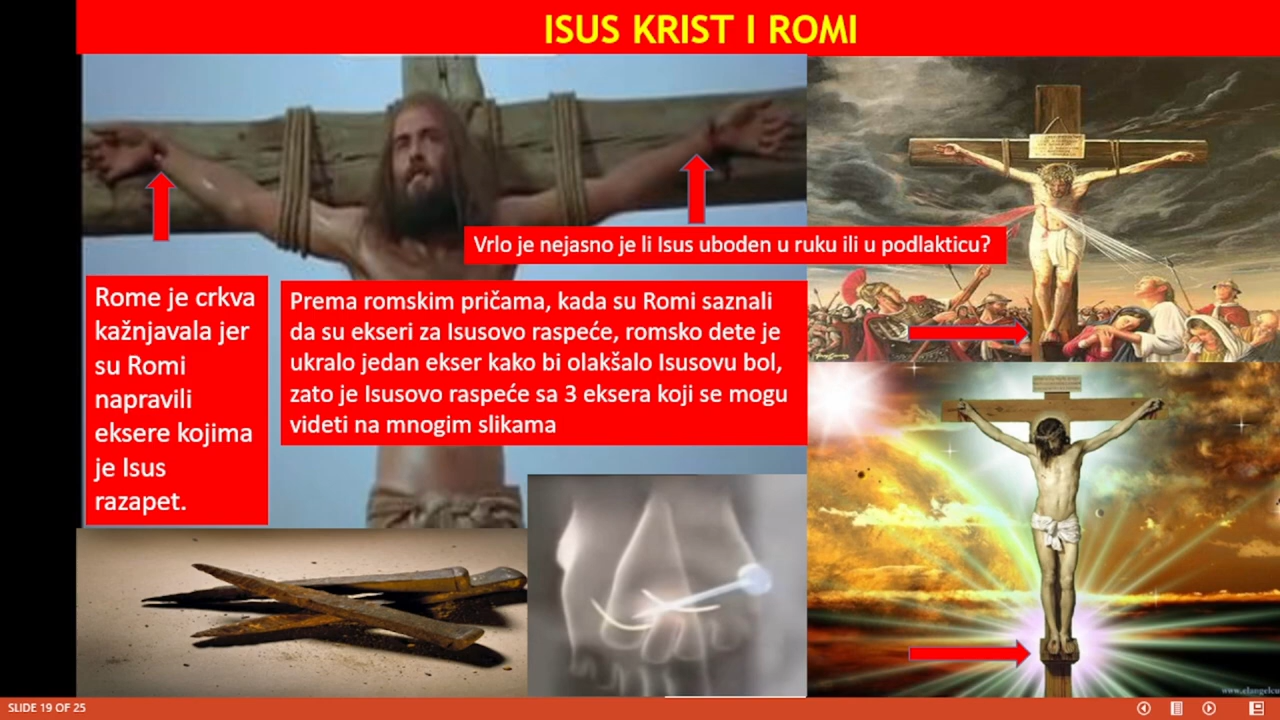 ISUS KRIST I ROMI
Vrlo je nejasno je li Isus uboden u ruku ili u podlakticu?
Rome je crkva
kažnjavala jer
su Romi
napravili
eksere kojima
je Isus
razapet.
Prema romskim pričama, kada su Romi saznali
da su ekseri za Isusovo raspeće, romsko dete je
ukralo jedan ekser kako bi olakšalo Isusovu bol,
zato je Isusovo raspeće sa 3 eksera koji se mogu
videti na mnogim slikama
SLIDE 19 OF 25